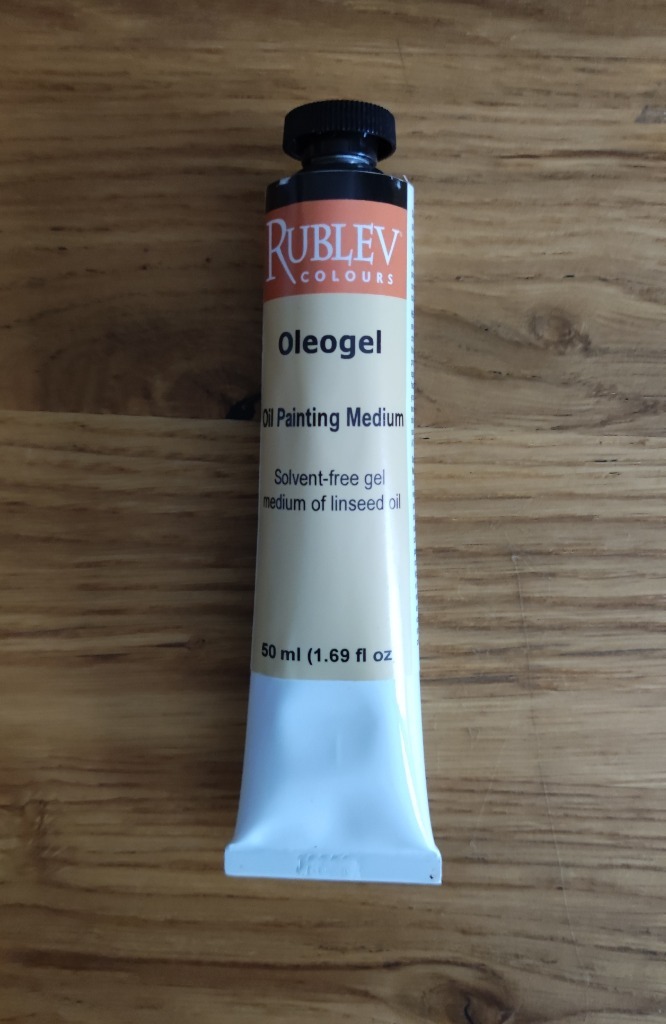 RUBLEV
COLOURS
Oleogel
Oil Painting Medium
Solvent-free gel
medium of linseed oil
50 ml (1.69 fl oz